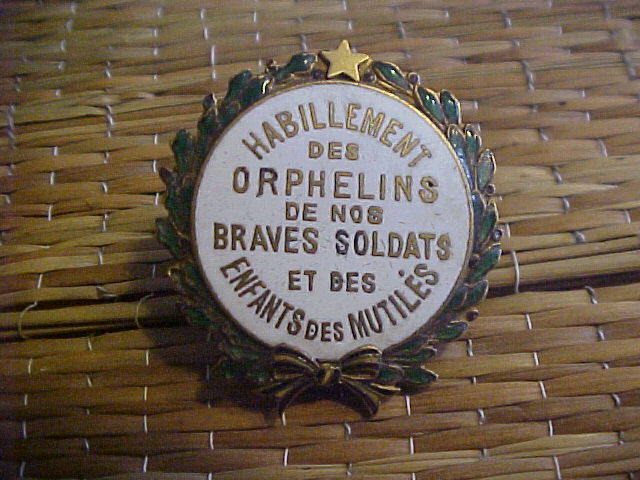 HABILLEMENT
DES
ORPHELINS
DE NOS
BRAVES SOLDATS
ET DES
ENFANTS DES MUTILÉS